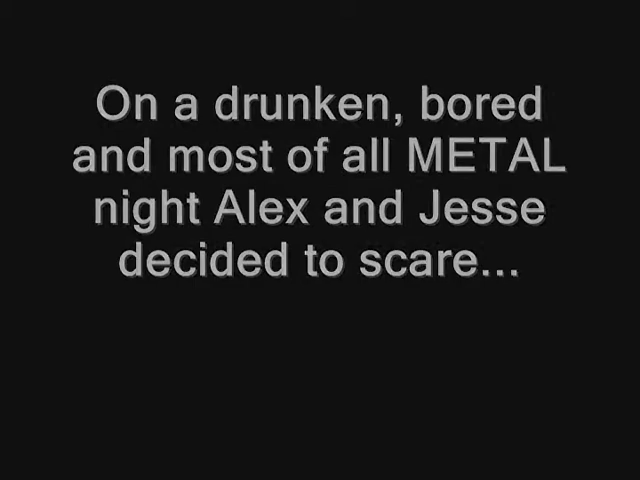 On a drunken, bored
and most of all METAL
night Alex and Jesse
decided to scare...